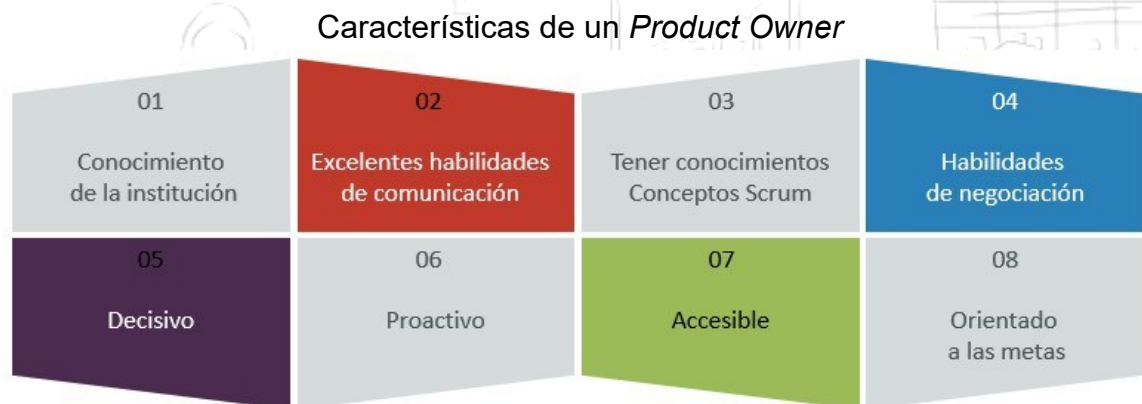 Características de un Product Owner
01
Conocimiento
de la institución
02
Excelentes habilidades
de comunicación
03
Tener conocimientos
Conceptos Scrum
04
Habilidades
de negociación
05
Decisivo
06
Proactivo
07
Accesible
08
Orientado
a las metas